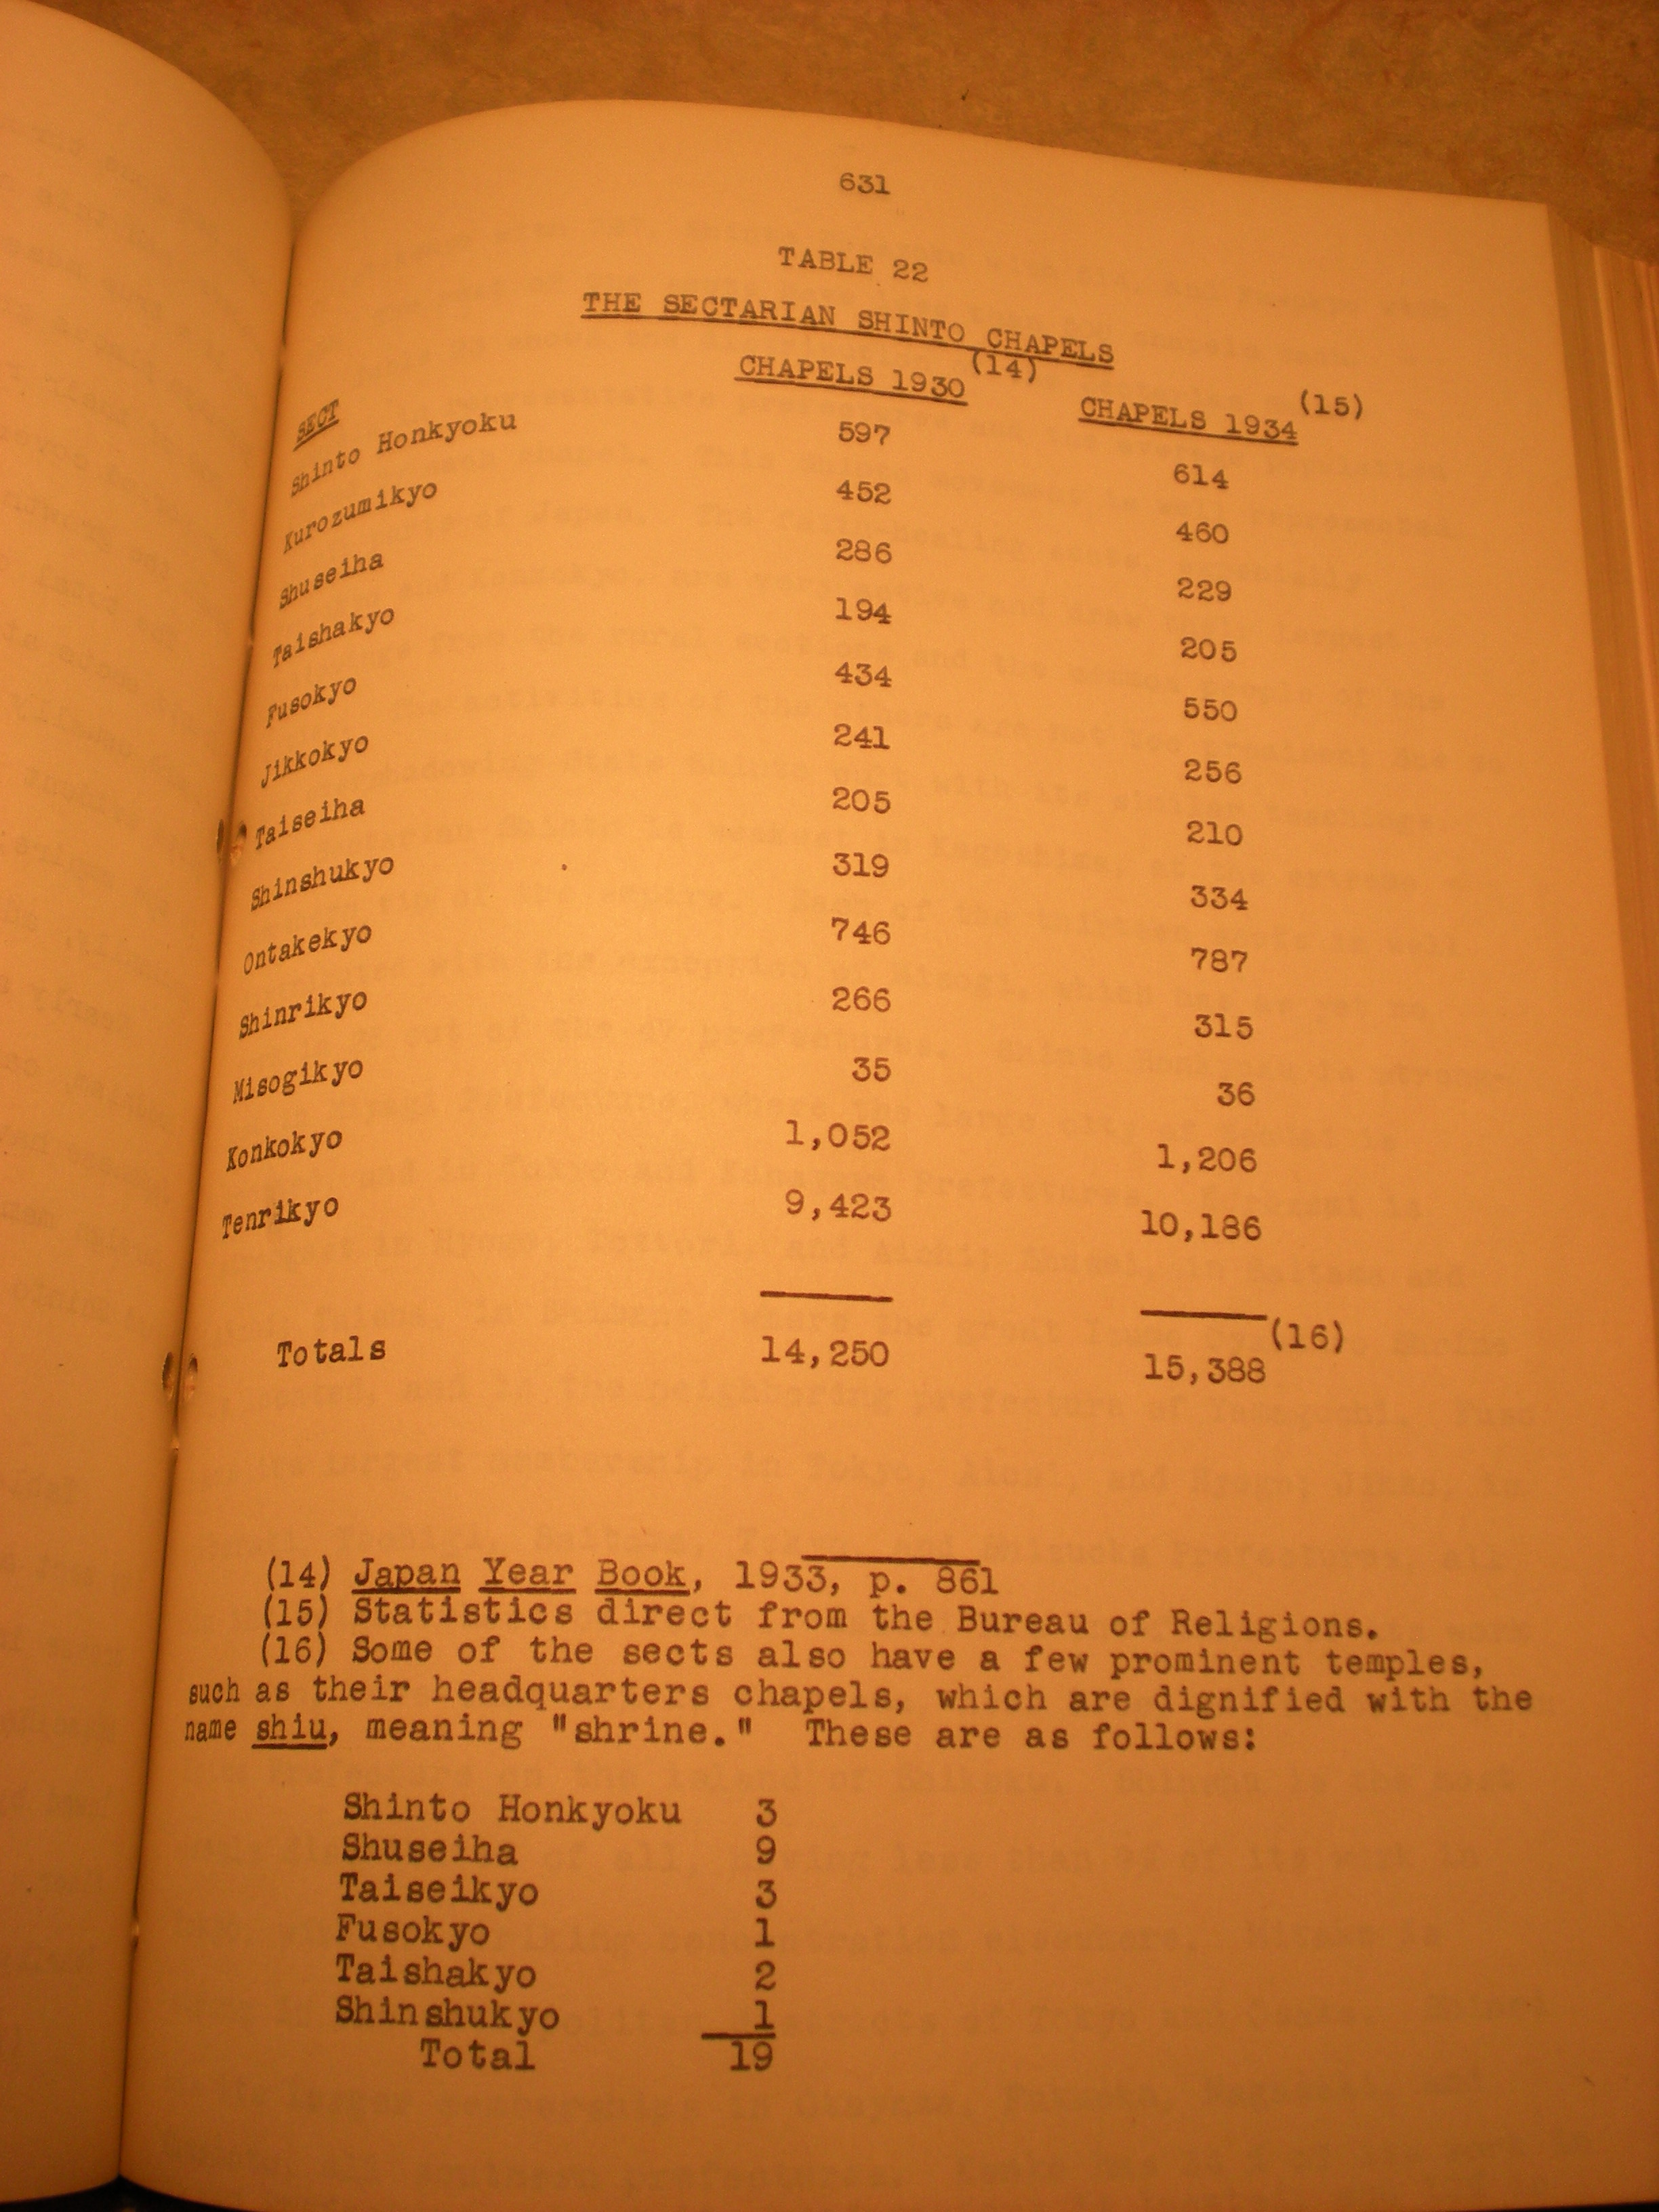 631
TABLE 22
THE SECTARIAN SHINTO CHAPELS
SECT CHAPELS 1930 (14) CHAPELS 1934 (15)
Shinto Honkyoku 597 614
Kurozumikyo 452 460
Shuseiha 286 229
Taishakyo 194 205
Fusokyo 434 550
Jikkokyo 241 256
Taiseiha 205 210
Shinshukyo 319 334
Ontakekyo 746 787
Shinrikyo 266 315
Misogikyo 35 36
Konkokyo 1,052 1,206
Tenrikyo 9,423 10,186
Totals 14,250 15,388 (16)
(14) Japan Year Book, 1933, p. 861
(15) Statistics direct from the Bureau of Religions.
(16) Some of the sects also have a few prominent temples,
such as their headquarters chapels, which are dignified with the
name shiu, meaning "shrine." These are as follows:
Shinto Honkyoku 3
Shuseiha 9
Taiseikyo 3
Fusokyo 1
Taishakyo 2
Shinshukyo 1
Total 19